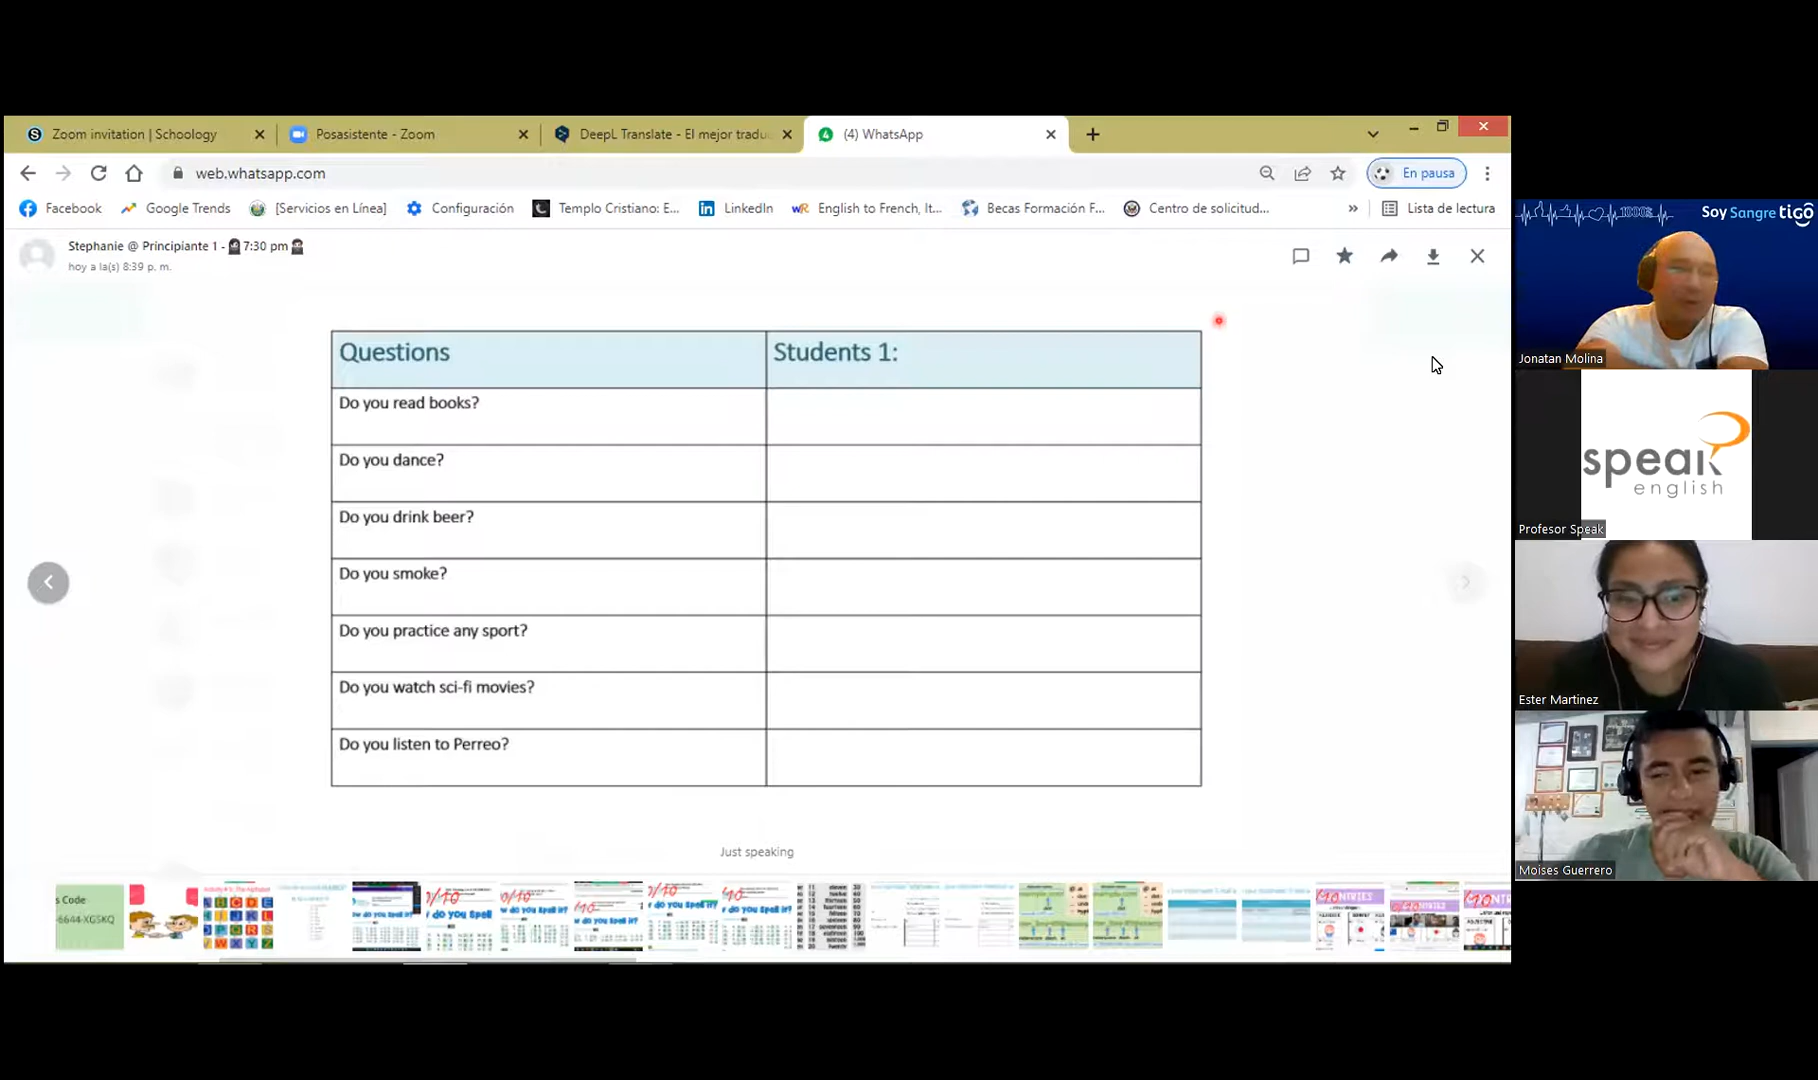 Zoom invitation | Schoology
Posasistente - Zoom
DeepL Translate - El mejor tradu
(4) WhatsApp
web.whatsapp.com
En pausa
Facebook
Google Trends
[Servicios en Línea]
Configuración
Templo Cristiano: E...
LinkedIn
English to French, It...
Becas Formación F...
Centro de solicitud...
»
Lista de lectura
Stephanie @ Principiante 1 - 7:30 pm
hoy a la(s) 8:39 p. m.
Questions
Students 1:
Do you read books?
Do you dance?
Do you drink beer?
Do you smoke?
Do you practice any sport?
Do you watch sci-fi movies?
Do you listen to Perreo?
Just speaking
s Code
-6644-XG5KQ
Soy Sangre tigo
Jonatan Molina
speak
english
Profesor Speak
Ester Martinez
Moises Guerrero